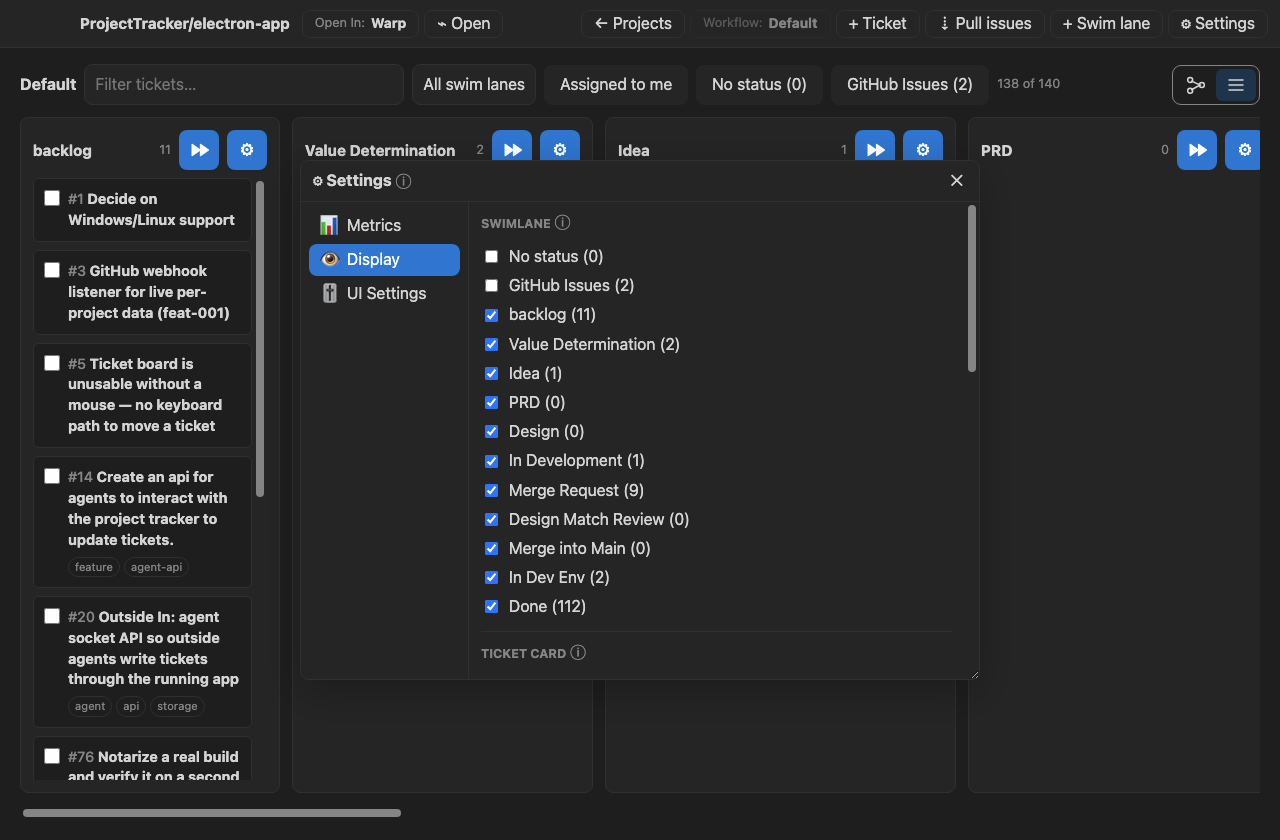 ProjectTracker/electron-app
Open In: Warp
Open
← Projects
Workflow: Default
+ Ticket
⇣ Pull issues
+ Swim lane
⚙ Settings
Default
Filter tickets...
All swim lanes
Assigned to me
No status (0)
GitHub Issues (2)
138 of 140
backlog
11
Value Determination
2
Idea
1
PRD
0
#1 Decide on
Windows/Linux support
#3 GitHub webhook
listener for live per-
project data (feat-001)
#5 Ticket board is
unusable without a
mouse — no keyboard
path to move a ticket
#14 Create an api for
agents to interact with
the project tracker to
update tickets.
feature
agent-api
#20 Outside In: agent
socket API so outside
agents write tickets
through the running app
agent
api
storage
#76 Notarize a real build
and verify it on a second
⚙ Settings ⓘ
Metrics
Display
UI Settings
SWIMLANE ⓘ
No status (0)
GitHub Issues (2)
backlog (11)
Value Determination (2)
Idea (1)
PRD (0)
Design (0)
In Development (1)
Merge Request (9)
Design Match Review (0)
Merge into Main (0)
In Dev Env (2)
Done (112)
TICKET CARD ⓘ